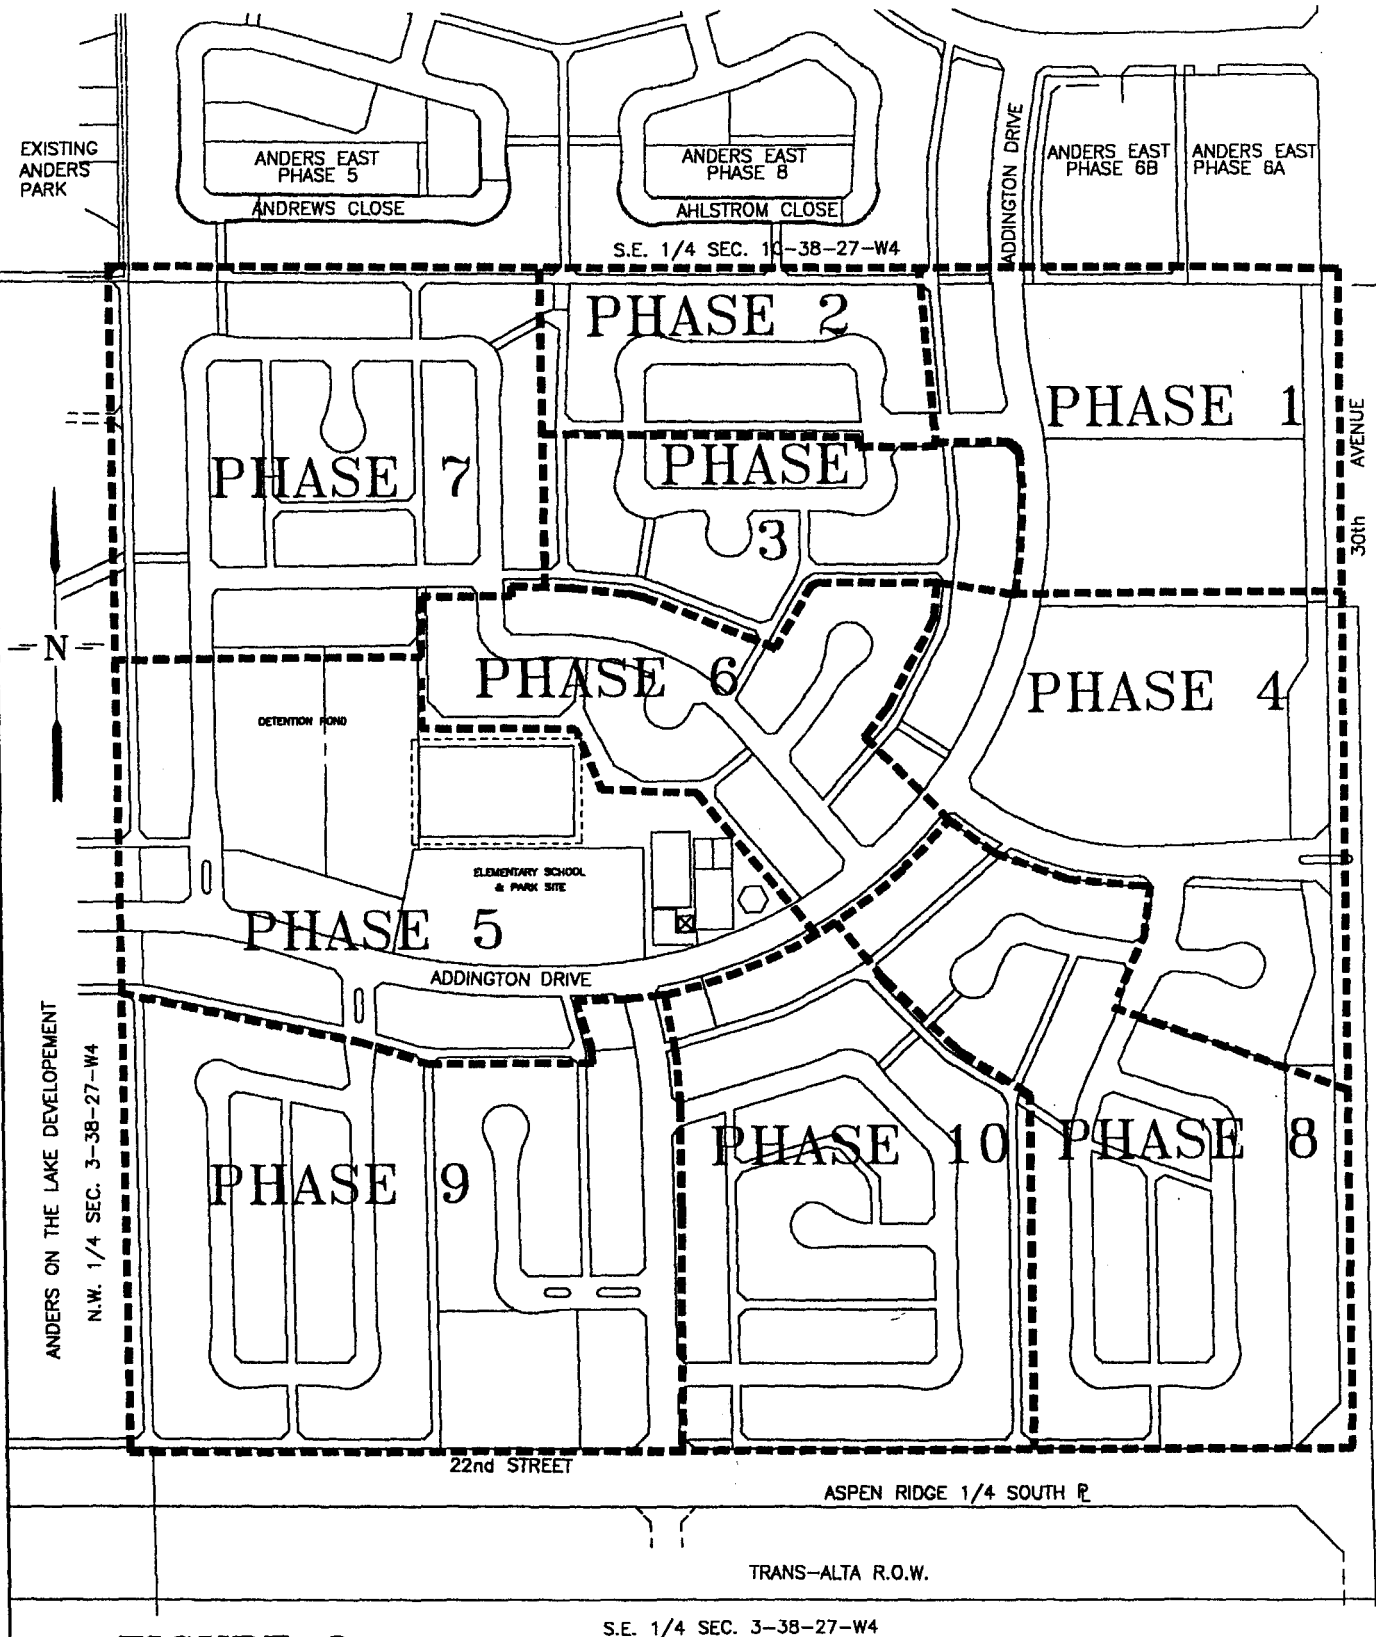 EXISTING
ANDERS
PARK
ANDERS EAST
PHASE 5
ANDREWS CLOSE
ANDERS EAST
PHASE 8
AHLSTROM CLOSE
ADDINGTON DRIVE
ANDERS EAST
PHASE 6B
ANDERS EAST
PHASE 6A
S.E. 1/4 SEC. 10-38-27-W4
PHASE 2
PHASE 1
30th AVENUE
PHASE 7
PHASE
3
N
PHASE 6
PHASE 4
DETENTION POND
ELEMENTARY SCHOOL
& PARK SITE
PHASE 5
ADDINGTON DRIVE
ANDERS ON THE LAKE DEVELOPEMENT
N.W. 1/4 SEC. 3-38-27-W4
PHASE 9
PHASE 10
PHASE 8
22nd STREET
ASPEN RIDGE 1/4 SOUTH PL
TRANS-ALTA R.O.W.
S.E. 1/4 SEC. 3-38-27-W4